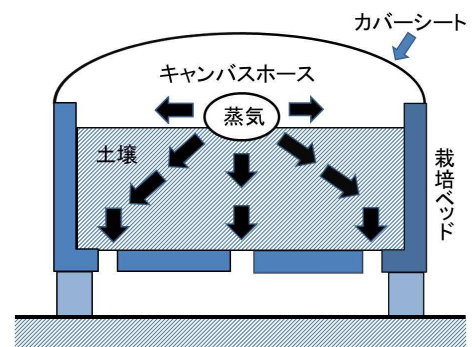 カバーシート
キャンバスホース
蒸気
土壌
栽培ベッド